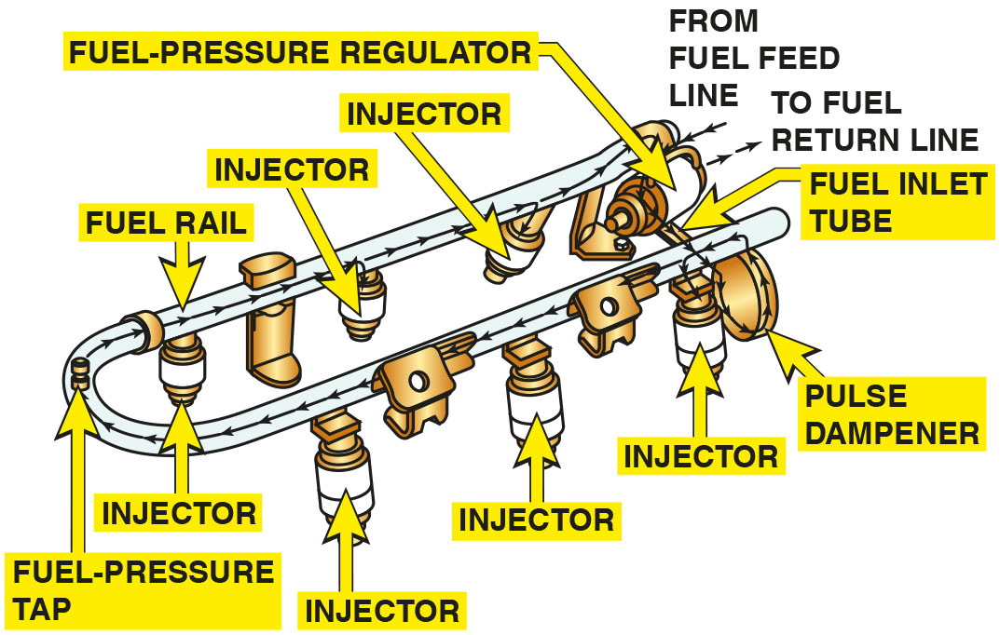 FROM
FUEL FEED
LINE
FUEL-PRESSURE REGULATOR
TO FUEL
RETURN LINE
INJECTOR
INJECTOR
FUEL INLET
TUBE
FUEL RAIL
PULSE
DAMPENER
INJECTOR
INJECTOR
INJECTOR
FUEL-PRESSURE
TAP
INJECTOR